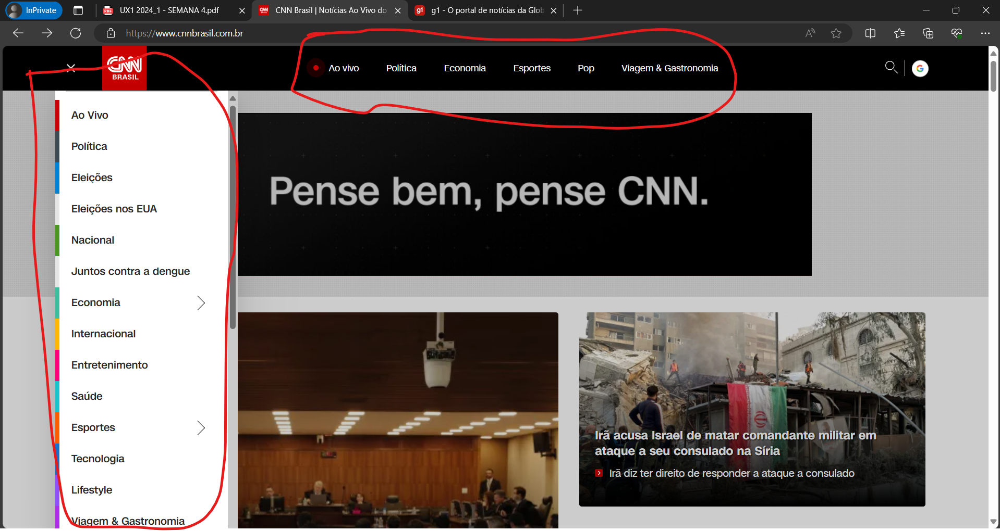 InPrivate
UX1 2024_1 - SEMANA 4.pdf
CNN Brasil | Notícias Ao Vivo do
g1 - O portal de notícias da Glob
https://www.cnnbrasil.com.br
CNN
BRASIL
Ao vivo
Política
Economia
Esportes
Pop
Viagem & Gastronomia
Ao Vivo
Política
Eleições
Eleições nos EUA
Nacional
Juntos contra a dengue
Economia
Internacional
Entretenimento
Saúde
Esportes
Tecnologia
Lifestyle
Viagem & Gastronomia
Pense bem, pense CNN.
Irã acusa Israel de matar comandante militar em
ataque a seu consulado na Síria
Irã diz ter direito de responder a ataque a consulado